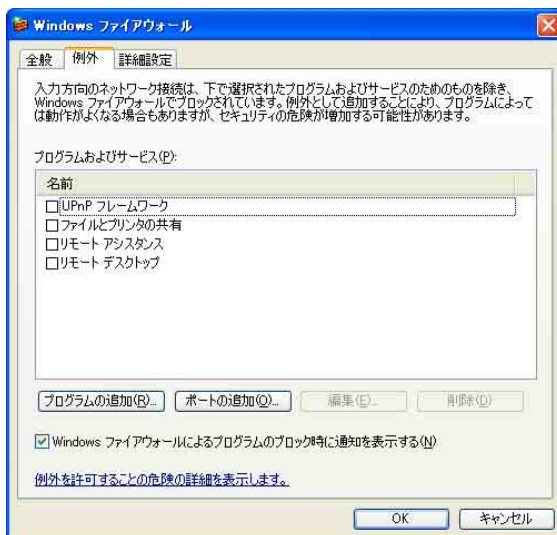 Windows ファイアウォール
全般 例外 詳細設定
入力方向のネットワーク接続は、下で選択されたプログラムおよびサービスのためのものを除き、
Windows ファイアウォールでブロックされています。例外として追加することにより、プログラムによって
は動作がよくなる場合もありますが、セキュリティの危険が増加する可能性があります。
プログラムおよびサービス(P):
名前
UPnP フレームワーク
ファイルとプリンタの共有
リモート アシスタンス
リモート デスクトップ
プログラムの追加(R)... ポートの追加(O)... 編集(E)... 削除(D)
Windows ファイアウォールによるプログラムのブロック時に通知を表示する(N)
例外を許可することの危険の詳細を表示します。
OK キャンセル